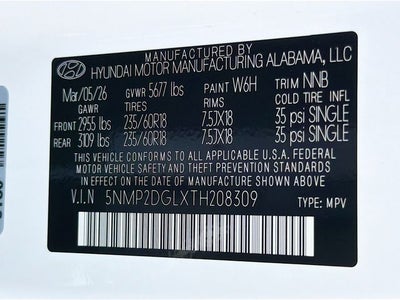 MANUFACTURED BY
HYUNDAI MOTOR MANUFACTURING ALABAMA, LLC
Mar/05/26 GVWR 5677 lbs PAINT W6H TRIM NNB
GAWR TIRES RIMS COLD TIRE INFL
FRONT 2955 lbs 235/60R18 7.5JX18 35 psi SINGLE
REAR 3109 lbs 235/60R18 7.5JX18 35 psi SINGLE
THIS VEHICLE CONFORMS TO ALL APPLICABLE U.S.A. FEDERAL
MOTOR VEHICLE SAFETY STANDARDS
THEFT PREVENTION STANDARDS
IN EFFECT ON THE DATE OF MANUFACTURE SHOWN ABOVE.
V.I.N 5NMP2DGLXTH208309 TYPE: MPV